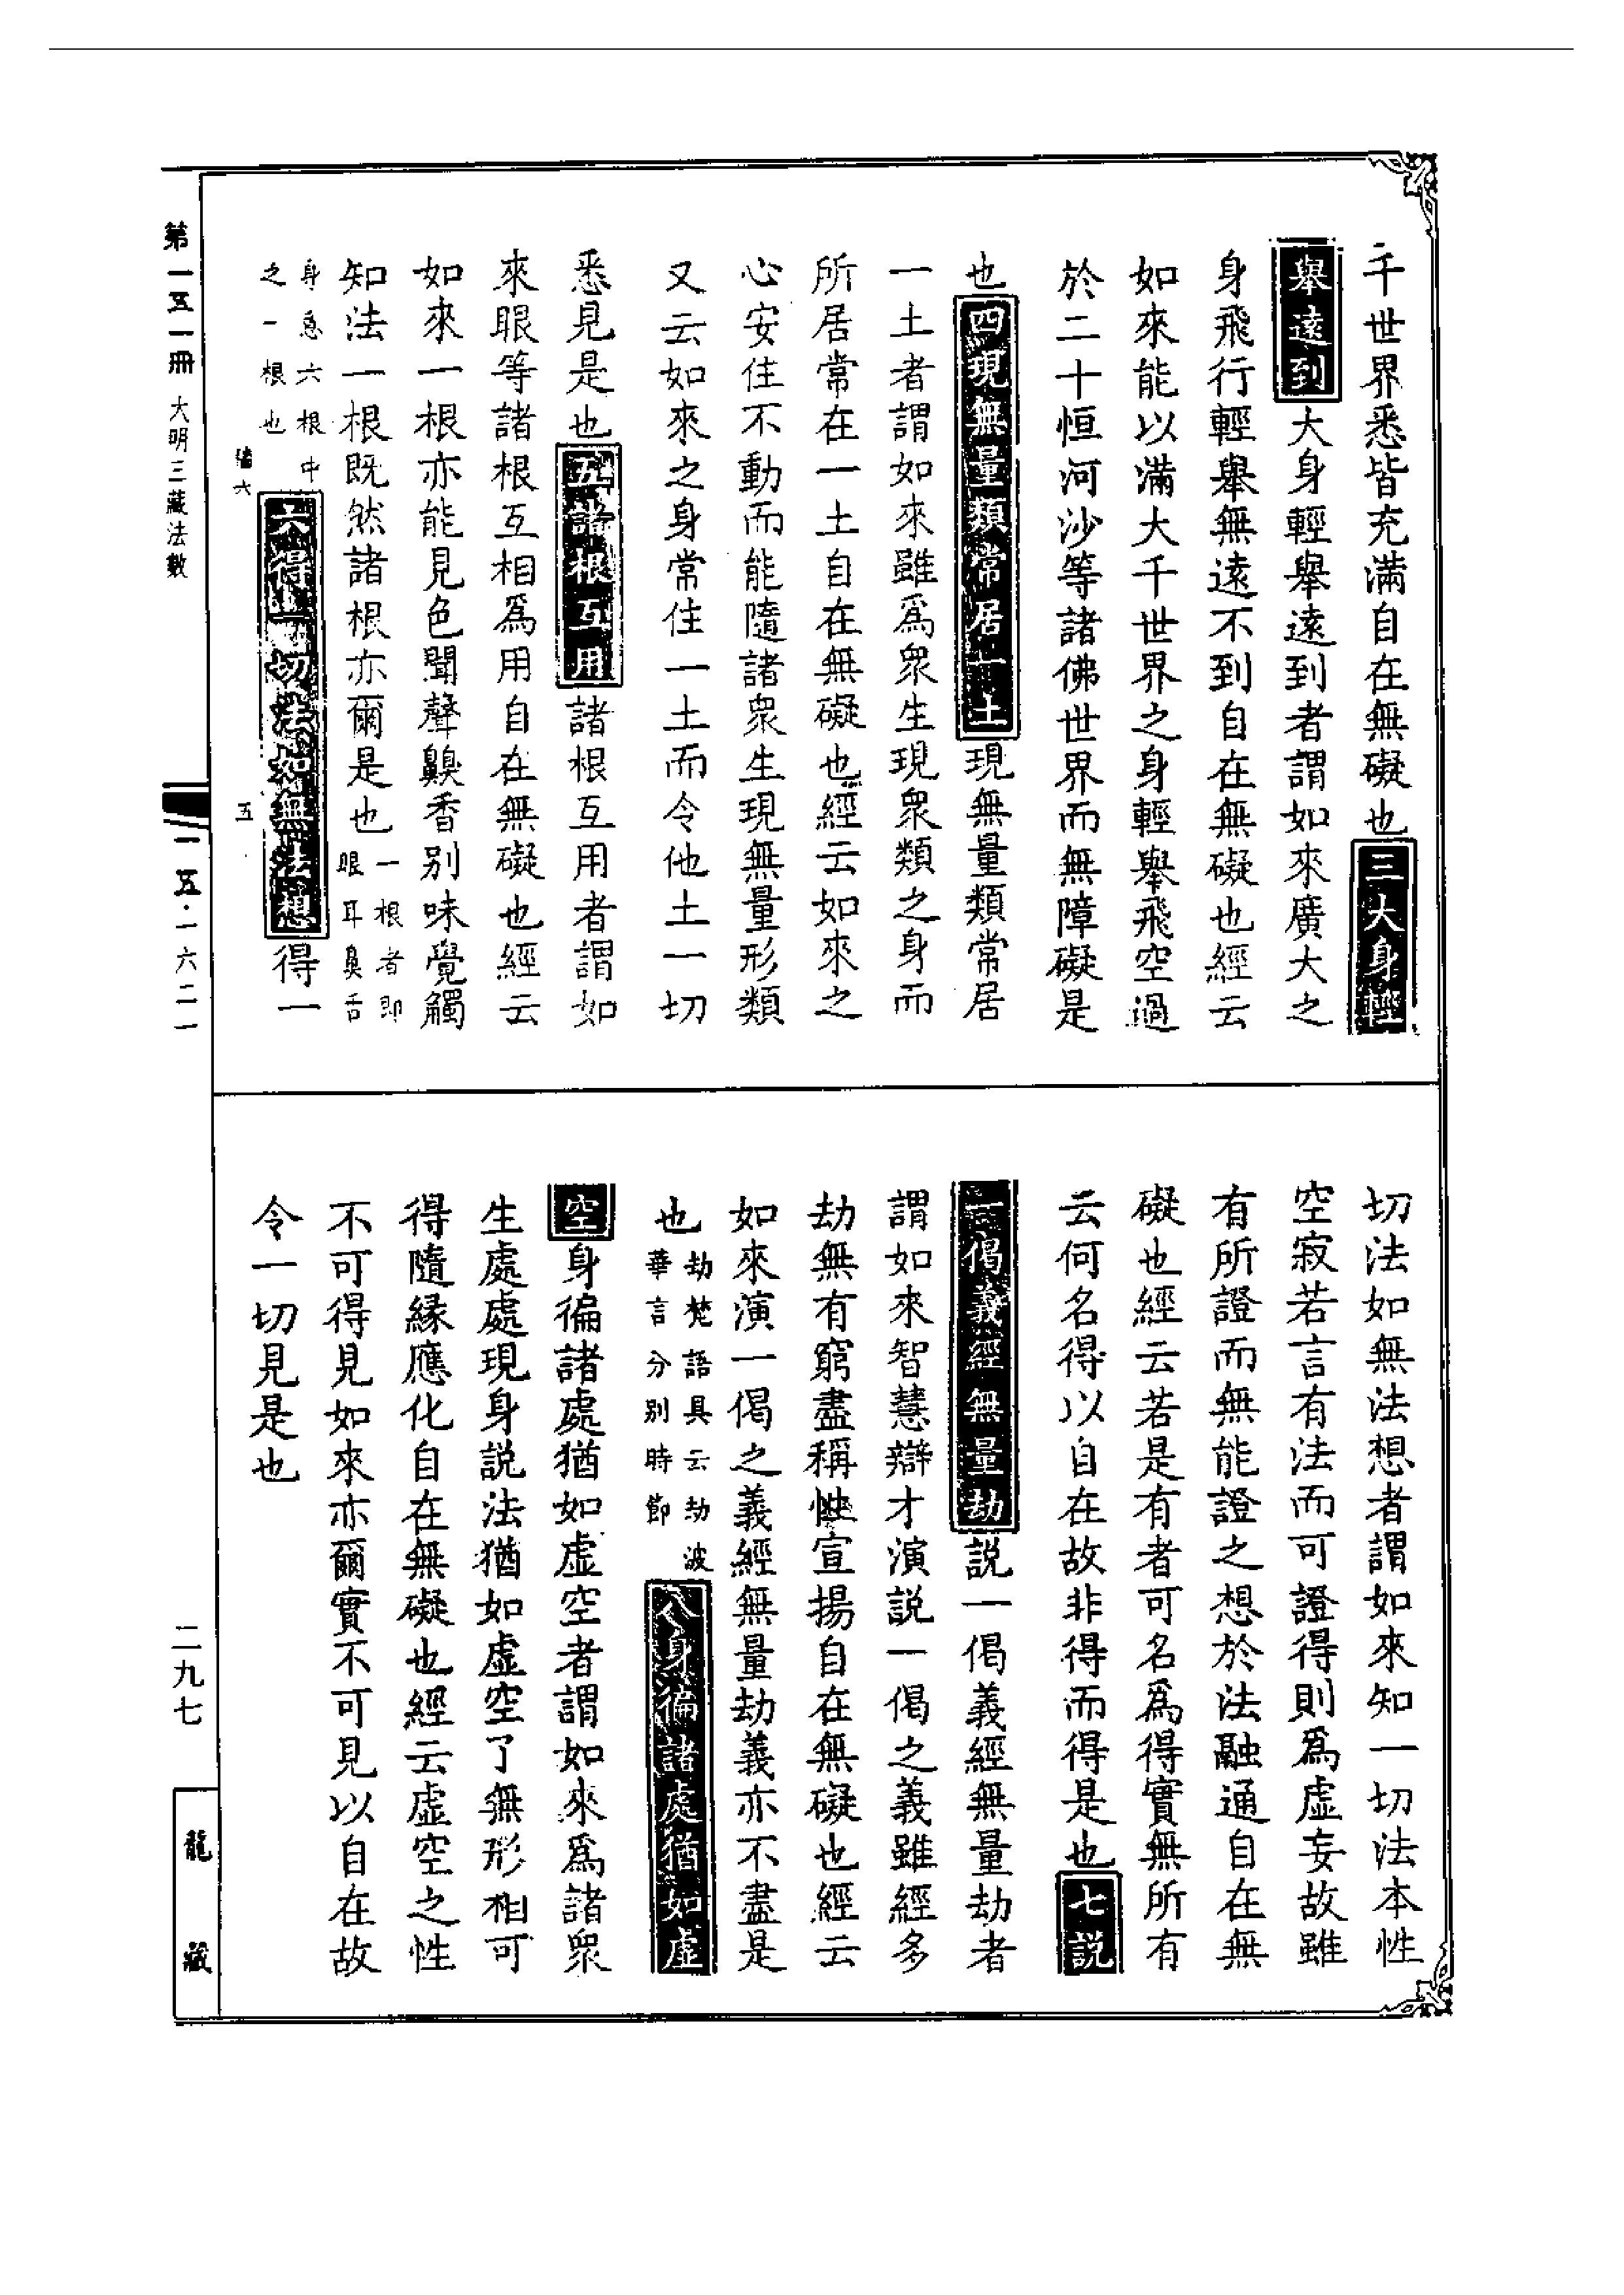 千世界悉皆充滿自在無礙也三大身輕
舉遠到大身輕舉遠到者謂如來廣大之
身飛行輕舉無遠不到自在無礙也經云
如來能以滿大千世界之身輕舉飛空過
於二十恒河沙等諸佛世界而無障礙是
也四現無量類常居一土現無量類常居
一土者謂如來雖爲衆生現衆類之身而
所居常在一土自在無礙也經云如來之
心安住不動而能隨諸衆生現無量形類
又云如來之身常住一土而令他土一切
悉見是也五諸根互用諸根互用者謂如
來眼等諸根互相爲用自在無礙也經云
如來一根亦能見色聞聲齅香别味覺觸
知法一根既然諸根亦爾是也一根者即眼耳鼻舌
身意六根中之一根也六得一切法如無法想得一
五
切法如無法想者謂如來知一切法本性
空寂若言有法而可證得則爲虛妄故雖
有所證而無能證之想於法融通自在無
礙也經云若是有者可名爲得實無所有
云何名得以自在故非得而得是也七説
一偈義經無量劫説一偈義經無量劫者
謂如來智慧辯才演説一偈之義雖經多
劫無有窮盡稱性宣揚自在無礙也經云
如來演一偈之義經無量劫義亦不盡是
也劫梵語具云劫波華言分别時節八身徧諸處猶如虛
空身徧諸處猶如虛空者謂如來爲諸衆
生處處現身説法猶如虛空了無形相可
得隨緣應化自在無礙也經云虛空之性
不可得見如來亦爾實不可見以自在故
令一切見是也
第一五一冊 大明三藏法數
一五·一六二一
二九七
龍藏